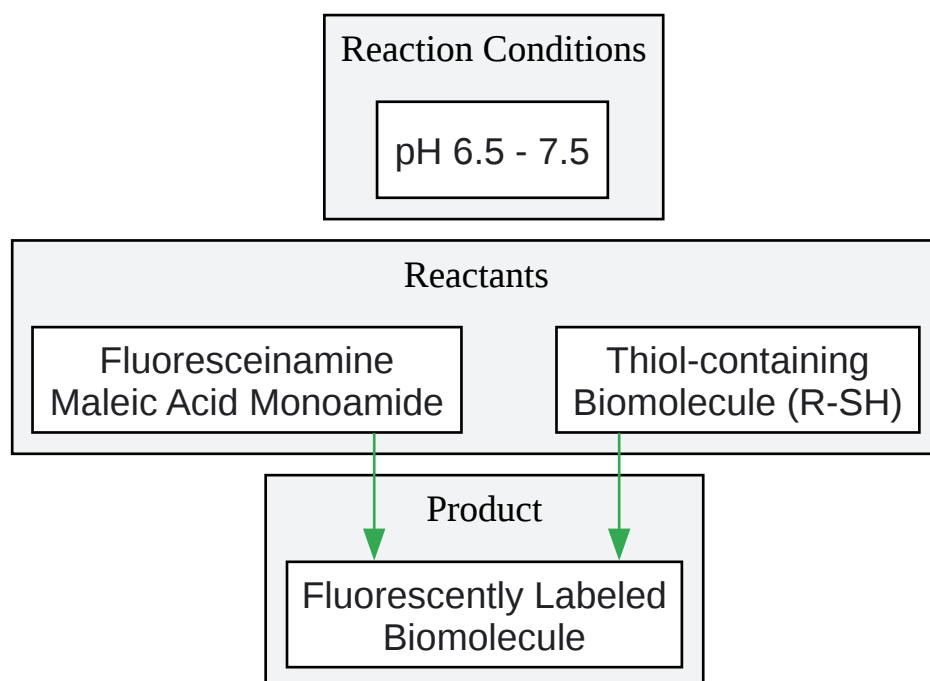 Reaction Conditions
pH 6.5 - 7.5
Reactants
Fluoresceinamine
Maleic Acid Monoamide
Thiol-containing
Biomolecule (R-SH)
Product
Fluorescently Labeled
Biomolecule